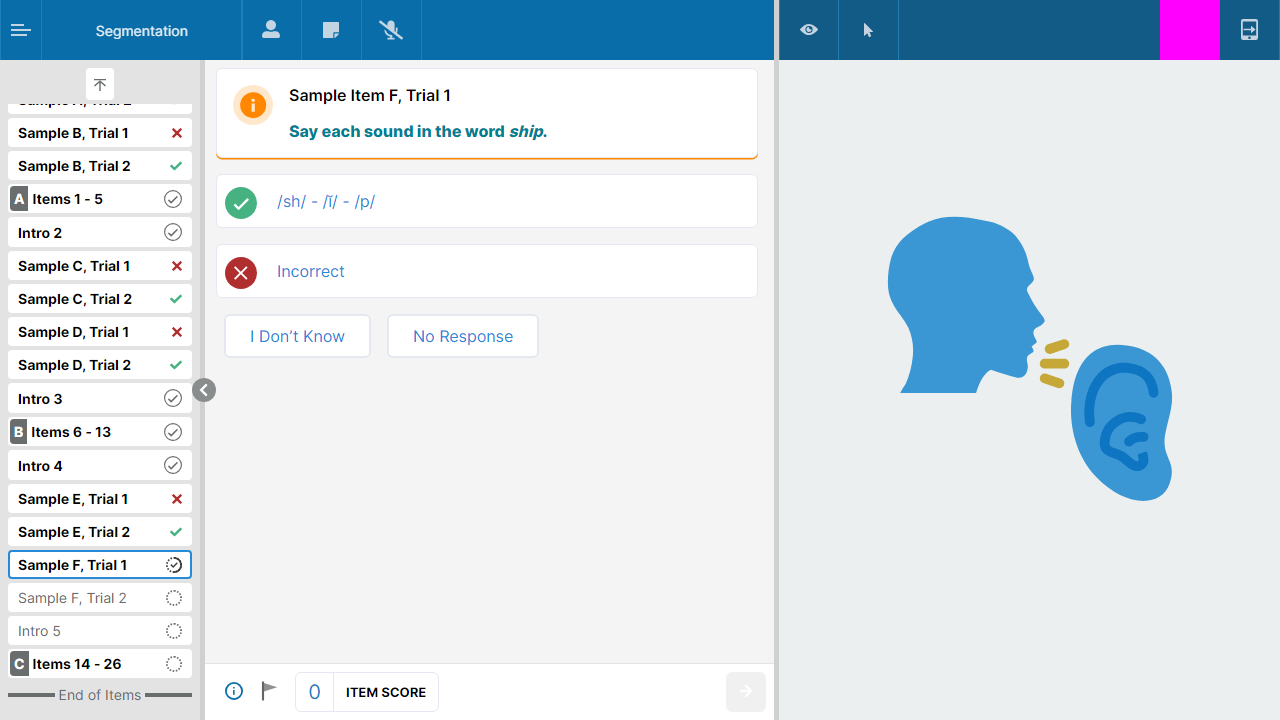 Segmentation
Sample B, Trial 1
Sample B, Trial 2
A Items 1 - 5
Intro 2
Sample C, Trial 1
Sample C, Trial 2
Sample D, Trial 1
Sample D, Trial 2
Intro 3
B Items 6 - 13
Intro 4
Sample E, Trial 1
Sample E, Trial 2
Sample F, Trial 1
Sample F, Trial 2
Intro 5
C Items 14 - 26
End of Items
Sample Item F, Trial 1
Say each sound in the word ship.
/sh/ - /ĭ/ - /p/
Incorrect
I Don’t Know
No Response
0 ITEM SCORE